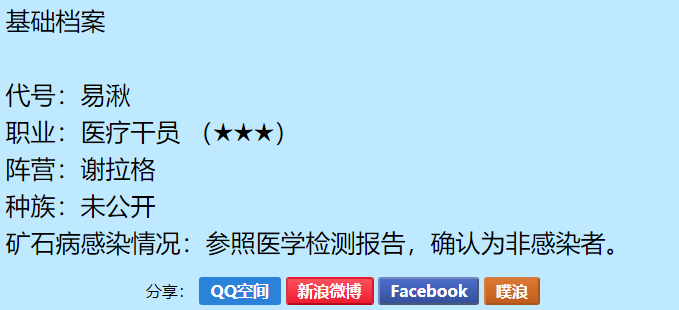 基础档案
代号：易湫
职业：医疗干员 （★★★）
阵营：谢拉格
种族：未公开
矿石病感染情况：参照医学检测报告，确认为非感染者。
分享： QQ空间 新浪微博 Facebook 噗浪